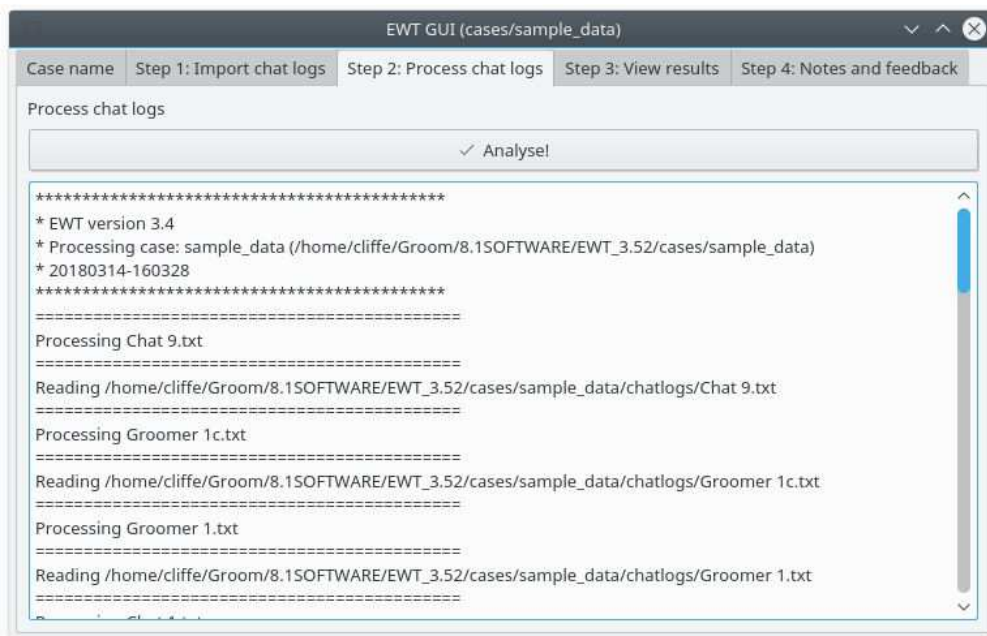 EWT GUI (cases/sample_data)
Case name Step 1: Import chat logs Step 2: Process chat logs Step 3: View results Step 4: Notes and feedback
Process chat logs
✓ Analyse!
********************************************
* EWT version 3.4
* Processing case: sample_data (/home/cliffe/Groom/8.1SOFTWARE/EWT_3.52/cases/sample_data)
* 20180314-160328
********************************************
============================================
Processing Chat 9.txt
============================================
Reading /home/cliffe/Groom/8.1SOFTWARE/EWT_3.52/cases/sample_data/chatlogs/Chat 9.txt
============================================
Processing Groomer 1c.txt
============================================
Reading /home/cliffe/Groom/8.1SOFTWARE/EWT_3.52/cases/sample_data/chatlogs/Groomer 1c.txt
============================================
Processing Groomer 1.txt
============================================
Reading /home/cliffe/Groom/8.1SOFTWARE/EWT_3.52/cases/sample_data/chatlogs/Groomer 1.txt
============================================